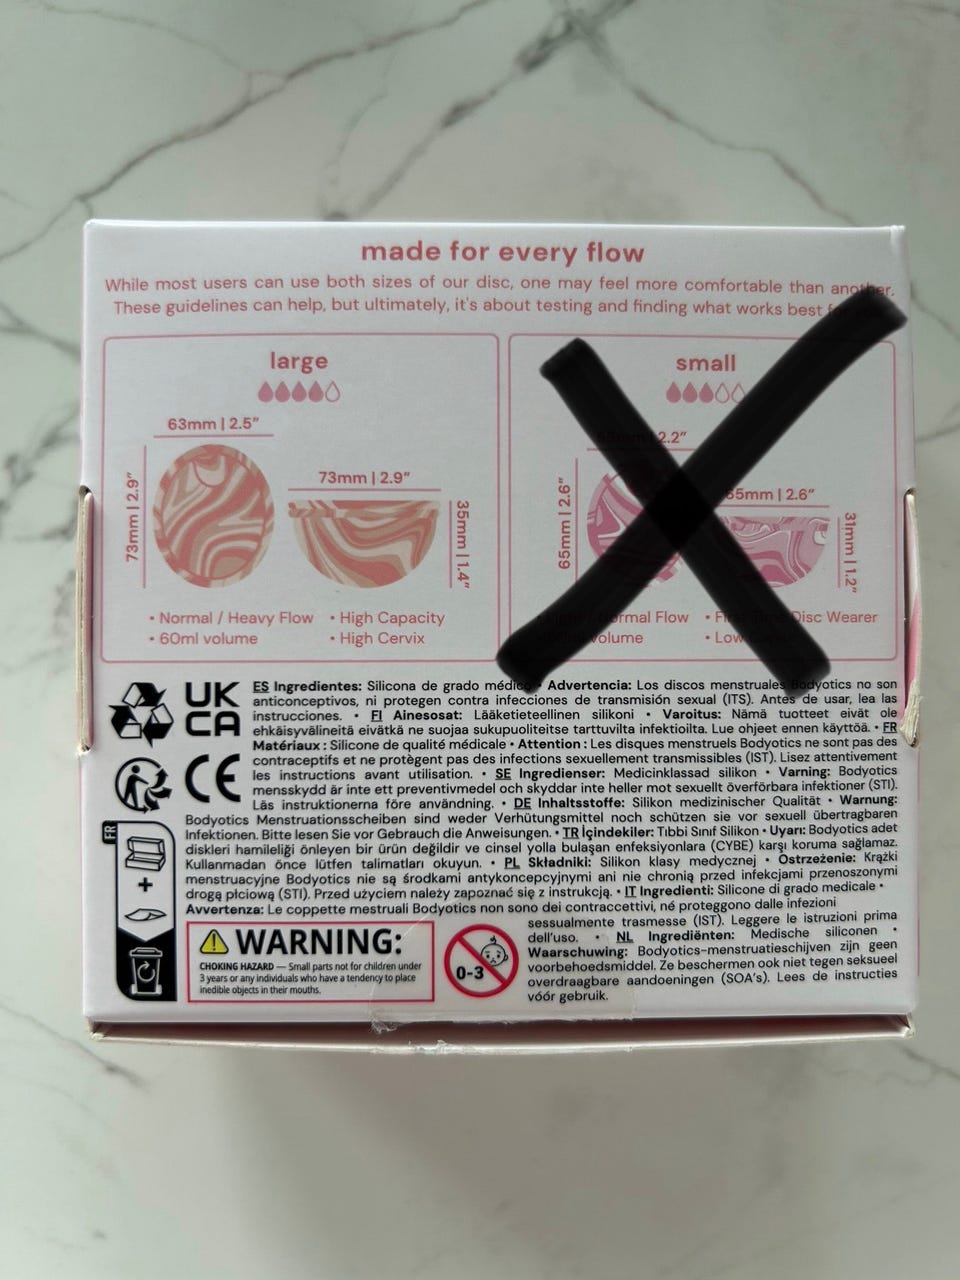 made for every flow
While most users can use both sizes of our disc, one may feel more comfortable than another.
These guidelines can help, but ultimately, it's about testing and finding what works best
large
63mm | 2.5"
73mm | 2.9"
73mm | 2.9"
35mm | 1.4"
• Normal / Heavy Flow
• High Capacity
• 60ml volume
• High Cervix
small
2.2"
65mm | 2.6"
65mm | 2.6"
31mm | 1.2"
Normal Flow
Disc Wearer
volume
• Low
UK
CA
CE
FR
ES Ingredientes: Silicona de grado médico • Advertencia: Los discos menstruales Bodyotics no son
anticonceptivos, ni protegen contra infecciones de transmisión sexual (ITS). Antes de usar, lea las
instrucciones. • FI Ainesosat: Lääketieteellinen silikoni • Varoitus: Nämä tuotteet eivät ole
ehkäisyvälineitä eivätkä ne suojaa sukupuoliteitse tarttuvilta infektioilta. Lue ohjeet ennen käyttöä. • FR
Matériaux : Silicone de qualité médicale • Attention : Les disques menstruels Bodyotics ne sont pas des
contraceptifs et ne protègent pas des infections sexuellement transmissibles (IST). Lisez attentivement
les instructions avant utilisation. • SE Ingredienser: Medicinklassad silikon • Varning: Bodyotics
mensskydd är inte ett preventivmedel och skyddar inte heller mot sexuellt överförbara infektioner (STI).
Läs instruktionerna före användning. • DE Inhaltsstoffe: Silikon medizinischer Qualität • Warnung:
Bodyotics Menstruationsscheiben sind weder Verhütungsmittel noch schützen sie vor sexuell übertragbaren
Infektionen. Bitte lesen Sie vor Gebrauch die Anweisungen. • TR İçindekiler: Tıbbi Sınıf Silikon • Uyarı: Bodyotics adet
diskleri hamileliği önleyen bir ürün değildir ve cinsel yolla bulaşan enfeksiyonlara (CYBE) karşı koruma sağlamaz.
Kullanmadan önce lütfen talimatları okuyun. • PL Składniki: Silikon klasy medycznej • Ostrzeżenie: Krążki
menstruacyjne Bodyotics nie są środkami antykoncepcyjnymi ani nie chronią przed infekcjami przenoszonymi
drogą płciową (STI). Przed użyciem należy zapoznać się z instrukcją. • IT Ingredienti: Silicone di grado medicale •
Avvertenza: Le coppette mestruali Bodyotics non sono dei contraccettivi, né proteggono dalle infezioni
sessualmente trasmesse (IST). Leggere le istruzioni prima
dell'uso. • NL Ingrediënten: Medische siliconen •
Waarschuwing: Bodyotics-menstruatieschijven zijn geen
voorbehoedsmiddel. Ze beschermen ook niet tegen seksueel
overdraagbare aandoeningen (SOA's). Lees de instructies
vóór gebruik.
WARNING:
CHOKING HAZARD — Small parts not for children under
3 years or any individuals who have a tendency to place
inedible objects in their mouths.
0-3